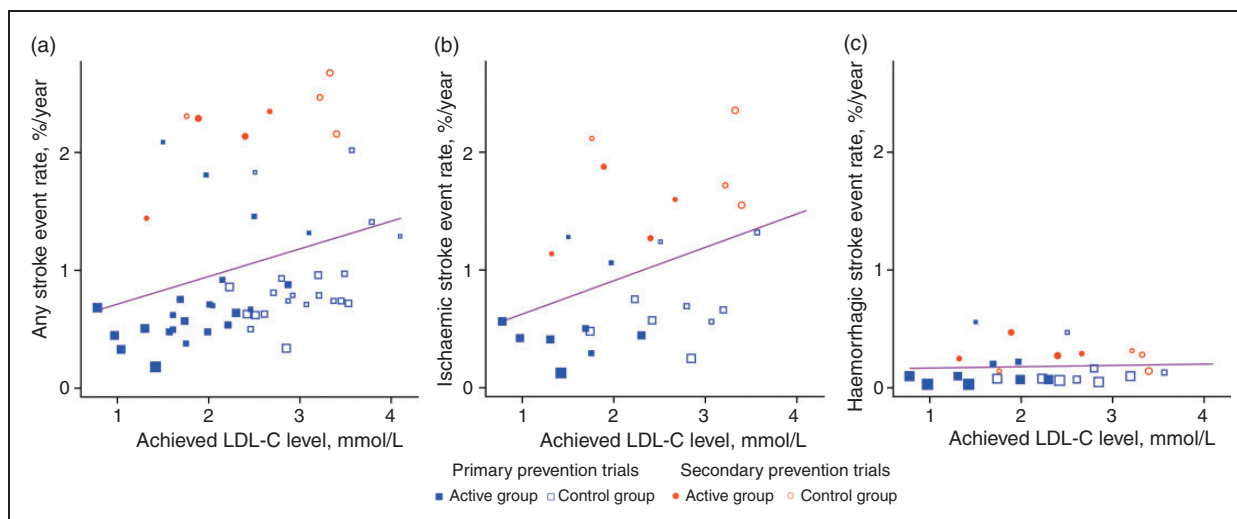 (a)
Any stroke event rate, %/year
2
1
0
1 2 3 4
Achieved LDL-C level, mmol/L
(b)
Ischaemic stroke event rate, %/year
2
1
0
1 2 3 4
Achieved LDL-C level, mmol/L
(c)
Haemorrhagic stroke event rate, %/year
2
1
0
1 2 3 4
Achieved LDL-C level, mmol/L
Primary prevention trials Secondary prevention trials
Active group Control group Active group Control group